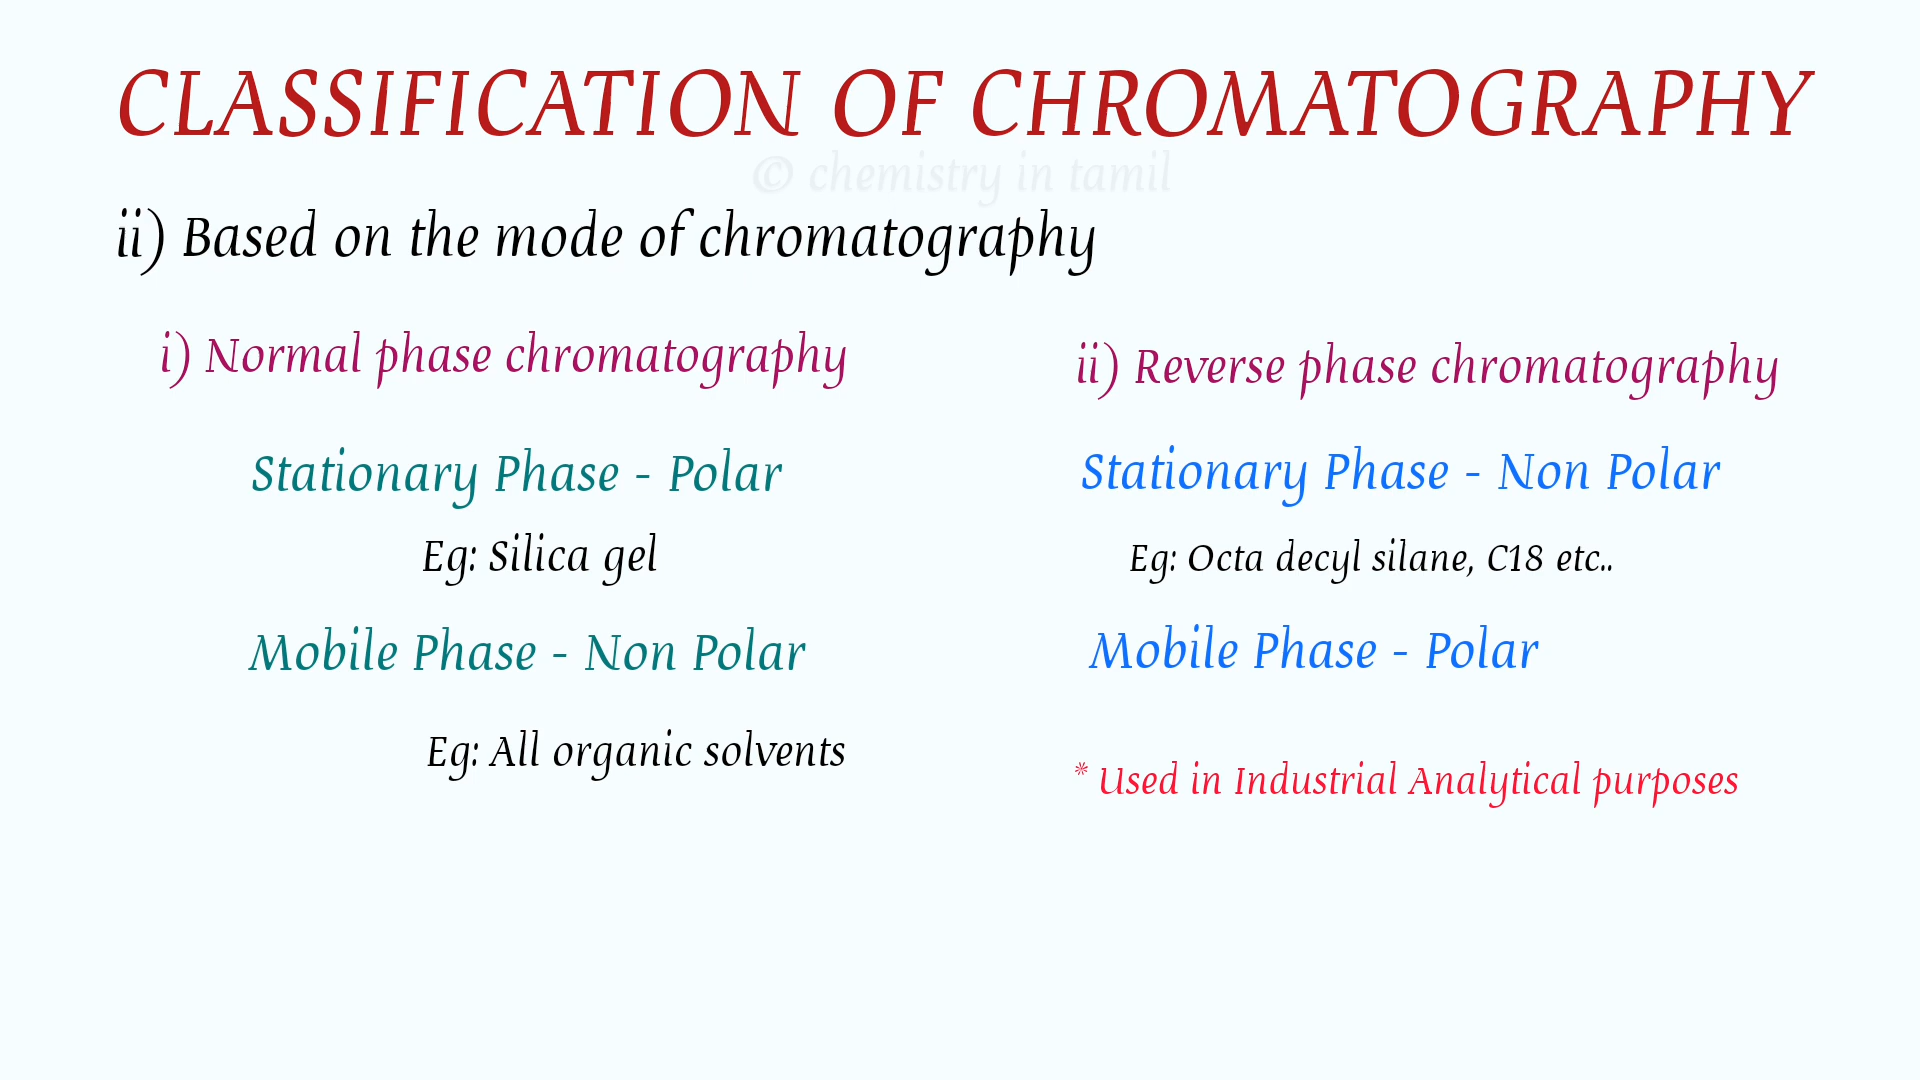 CLASSIFICATION OF CHROMATOGRAPHY
© chemistry in tamil
ii) Based on the mode of chromatography
i) Normal phase chromatography
Stationary Phase - Polar
Eg: Silica gel
Mobile Phase - Non Polar
Eg: All organic solvents
ii) Reverse phase chromatography
Stationary Phase - Non Polar
Eg: Octa decyl silane, C18 etc..
Mobile Phase - Polar
* Used in Industrial Analytical purposes